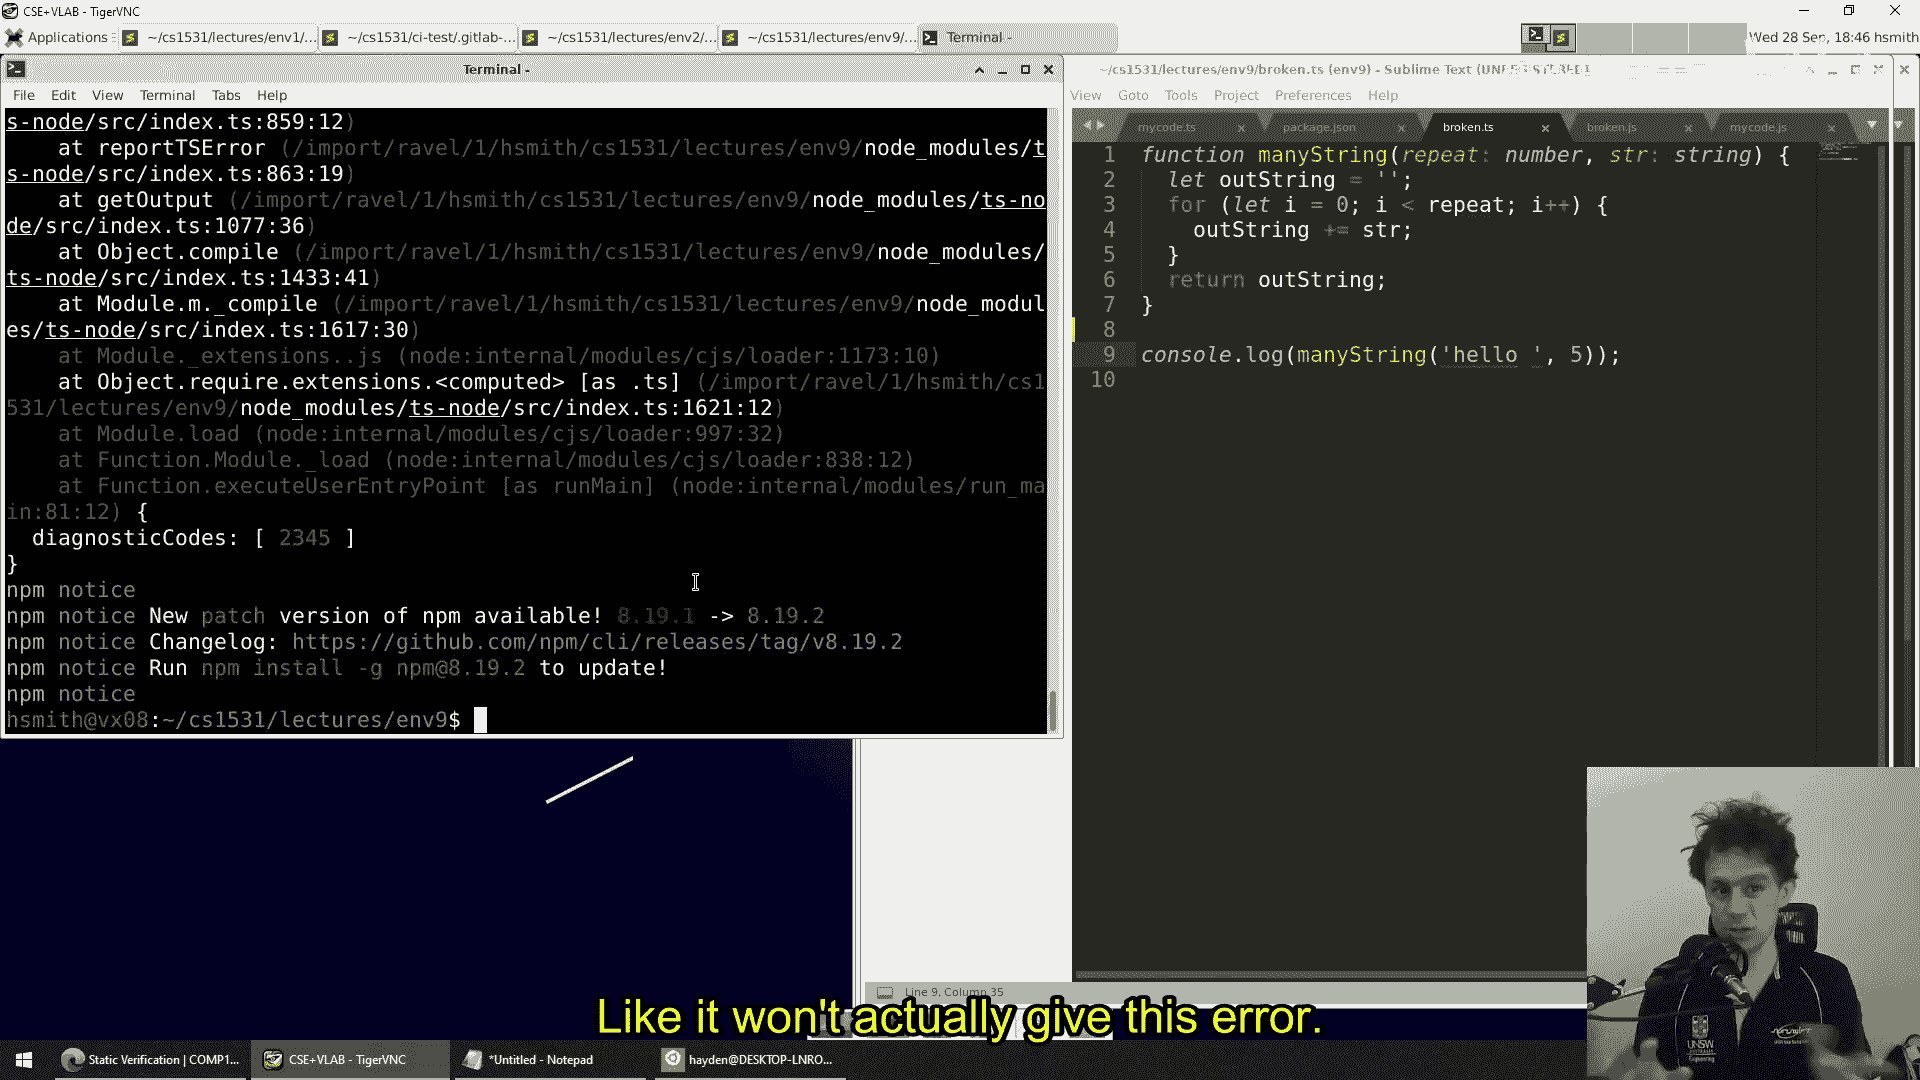 CSE+VLAB - TigerVNC
Applications
~/cs1531/lectures/env1/...
~/cs1531/ci-test/.gitlab-...
~/cs1531/lectures/env2/...
~/cs1531/lectures/env9/...
Terminal -
Wed 28 Sep, 18:46 hsmith
Terminal -
File Edit View Terminal Tabs Help
s-node/src/index.ts:859:12)
at reportTSError (/import/ravel/1/hsmith/cs1531/lectures/env9/node_modules/t
s-node/src/index.ts:863:19)
at getOutput (/import/ravel/1/hsmith/cs1531/lectures/env9/node_modules/ts-no
de/src/index.ts:1077:36)
at Object.compile (/import/ravel/1/hsmith/cs1531/lectures/env9/node_modules/
ts-node/src/index.ts:1433:41)
at Module.m._compile (/import/ravel/1/hsmith/cs1531/lectures/env9/node_modul
es/ts-node/src/index.ts:1617:30)
at Module._extensions..js (node:internal/modules/cjs/loader:1173:10)
at Object.require.extensions.<computed> [as .ts] (/import/ravel/1/hsmith/cs1
531/lectures/env9/node_modules/ts-node/src/index.ts:1621:12)
at Module.load (node:internal/modules/cjs/loader:997:32)
at Function.Module._load (node:internal/modules/cjs/loader:838:12)
at Function.executeUserEntryPoint [as runMain] (node:internal/modules/run_ma
in:81:12) {
diagnosticCodes: [ 2345 ]
}
npm notice
npm notice New patch version of npm available! 8.19.1 -> 8.19.2
npm notice Changelog: https://github.com/npm/cli/releases/tag/v8.19.2
npm notice Run npm install -g npm@8.19.2 to update!
npm notice
hsmith@vx08:~/cs1531/lectures/env9$
~/cs1531/lectures/env9/broken.ts (env9) - Sublime Text (UNREGISTERED)
View Goto Tools Project Preferences Help
mycode.ts package.json broken.ts broken.js mycode.js
1 function manyString(repeat: number, str: string) {
2 let outString = '';
3 for (let i = 0; i < repeat; i++) {
4 outString += str;
5 }
6 return outString;
7 }
8
9 console.log(manyString('hello ', 5));
10
Line 9, Column 35
UNSW
Like it won't actually give this error.
Static Verification | COMP1...
CSE+VLAB - TigerVNC
*Untitled - Notepad
hayden@DESKTOP-LNRO...